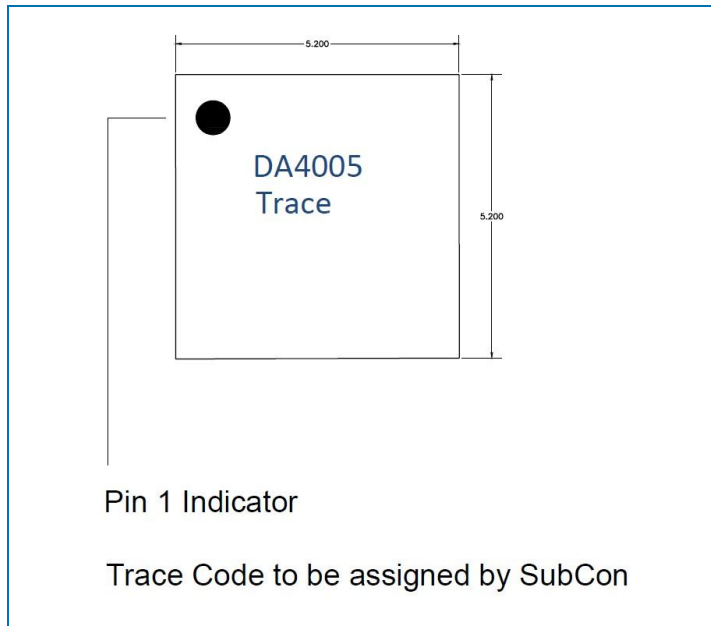 5.200
DA4005
Trace
5.200
Pin 1 Indicator
Trace Code to be assigned by SubCon